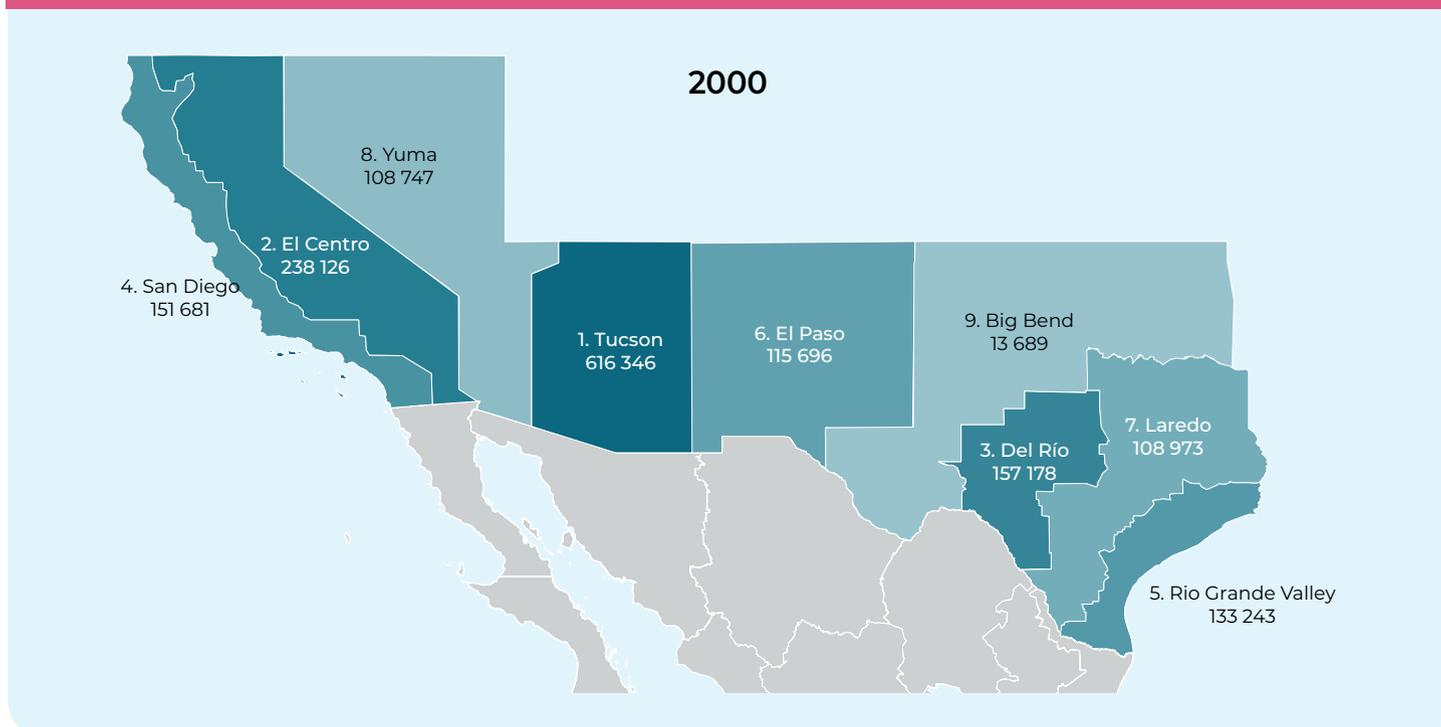 2000
8. Yuma
108 747
2. El Centro
238 126
4. San Diego
151 681
1. Tucson
616 346
6. El Paso
115 696
9. Big Bend
13 689
7. Laredo
108 973
3. Del Río
157 178
5. Rio Grande Valley
133 243